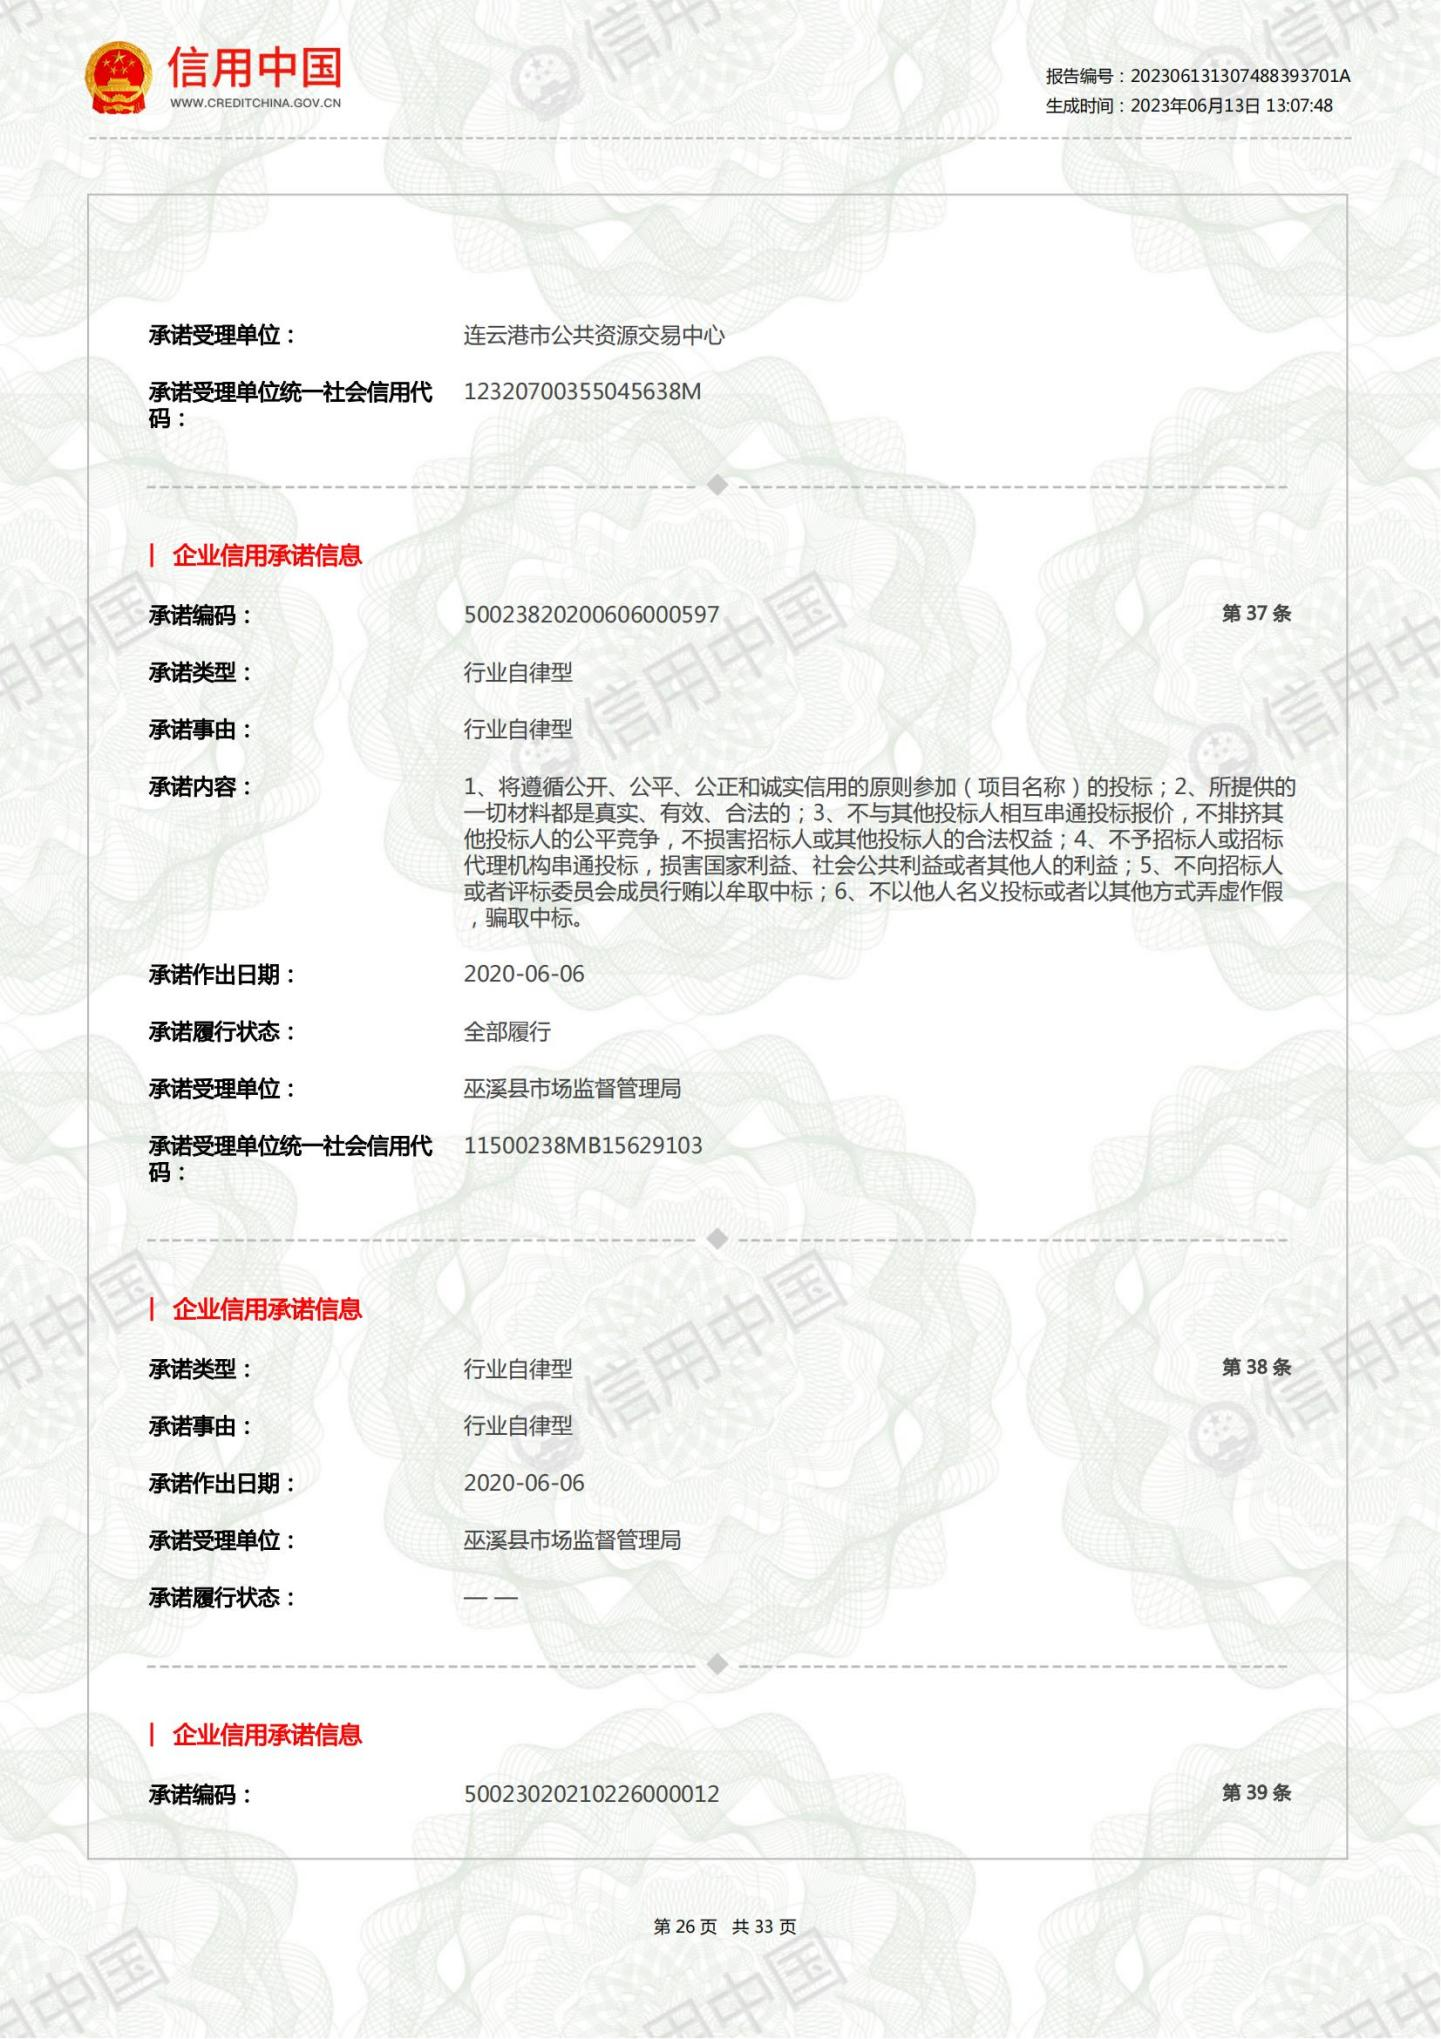 信用中国
WWW.CREDITCHINA.GOV.CN
报告编号：202306131307488393701A
生成时间：2023年06月13日 13:07:48
承诺受理单位： 连云港市公共资源交易中心
承诺受理单位统一社会信用代 12320700355045638M
码：
企业信用承诺信息
承诺编码： 50023820200606000597 第 37 条
承诺类型： 行业自律型
承诺事由： 行业自律型
承诺内容： 1、将遵循公开、公平、公正和诚实信用的原则参加（项目名称）的投标；2、所提供的
一切材料都是真实、有效、合法的；3、不与其他投标人相互串通投标报价，不排挤其
他投标人的公平竞争，不损害招标人或其他投标人的合法权益；4、不予招标人或招标
代理机构串通投标，损害国家利益、社会公共利益或者其他人的利益；5、不向招标人
或者评标委员会成员行贿以牟取中标；6、不以他人名义投标或者以其他方式弄虚作假
，骗取中标。
承诺作出日期： 2020-06-06
承诺履行状态： 全部履行
承诺受理单位： 巫溪县市场监督管理局
承诺受理单位统一社会信用代 11500238MB15629103
码：
企业信用承诺信息
承诺类型： 行业自律型 第 38 条
承诺事由： 行业自律型
承诺作出日期： 2020-06-06
承诺受理单位： 巫溪县市场监督管理局
承诺履行状态： — —
企业信用承诺信息
承诺编码： 50023020210226000012 第 39 条
第 26 页 共 33 页